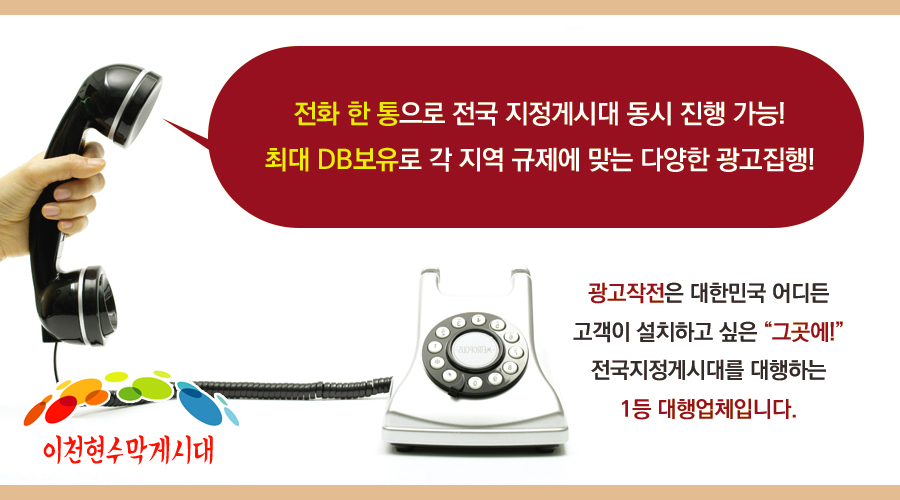 전화 한 통으로 전국 지정게시대 동시 진행 가능!
최대 DB보유로 각 지역 규제에 맞는 다양한 광고집행!
광고작전은 대한민국 어디든
고객이 설치하고 싶은 “그곳에!”
전국지정게시대를 대행하는
1등 대행업체입니다.
이천현수막게시대